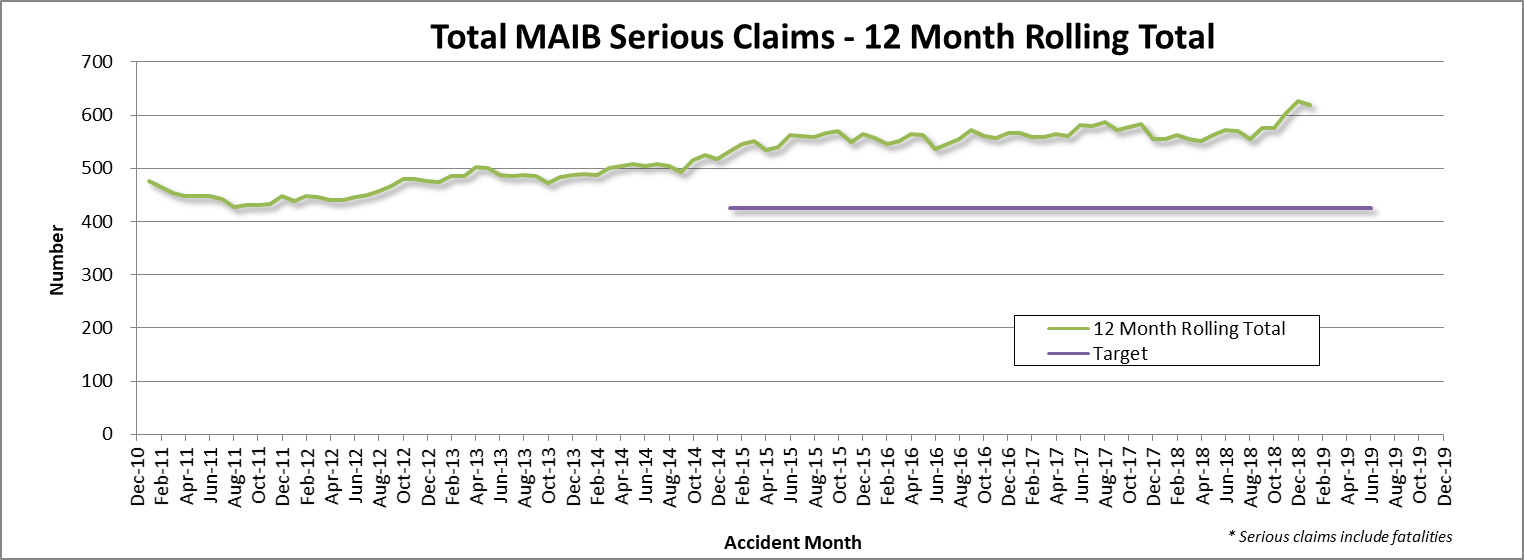 Total MAIB Serious Claims - 12 Month Rolling Total
700
600
500
400
300
200
100
0
Number
12 Month Rolling Total
Target
Dec-10
Feb-11
Apr-11
Jun-11
Aug-11
Oct-11
Dec-11
Feb-12
Apr-12
Jun-12
Aug-12
Oct-12
Dec-12
Feb-13
Apr-13
Jun-13
Aug-13
Oct-13
Dec-13
Feb-14
Apr-14
Jun-14
Aug-14
Oct-14
Dec-14
Feb-15
Apr-15
Jun-15
Aug-15
Oct-15
Dec-15
Feb-16
Apr-16
Jun-16
Aug-16
Oct-16
Dec-16
Feb-17
Apr-17
Jun-17
Aug-17
Oct-17
Dec-17
Feb-18
Apr-18
Jun-18
Aug-18
Oct-18
Dec-18
Feb-19
Apr-19
Jun-19
Aug-19
Oct-19
Dec-19
Accident Month
* Serious claims include fatalities